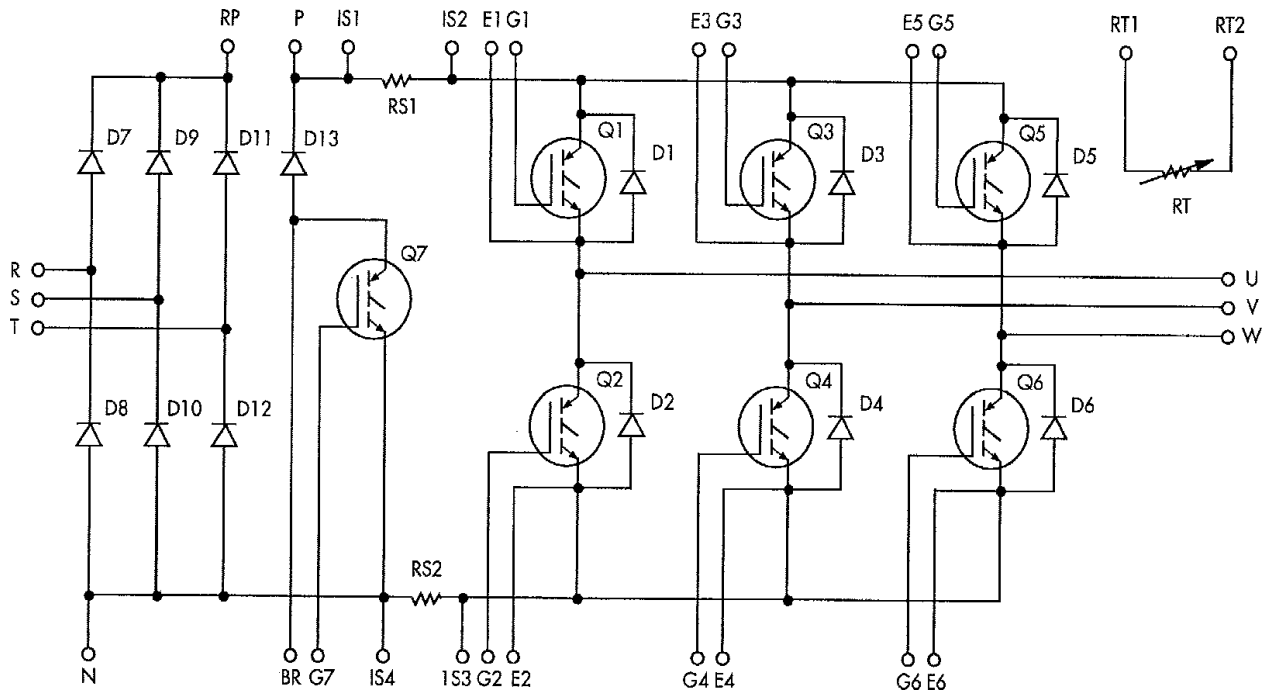 RP P IS1 IS2 E1 G1 E3 G3 E5 G5 RT1 RT2
RS1
D7 D9 D11 D13 Q1 D1 Q3 D3 Q5 D5
RT
R
S
T
Q7
U
V
W
D8 D10 D12 Q2 D2 Q4 D4 Q6 D6
RS2
N BR G7 IS4 1S3 G2 E2 G4 E4 G6 E6